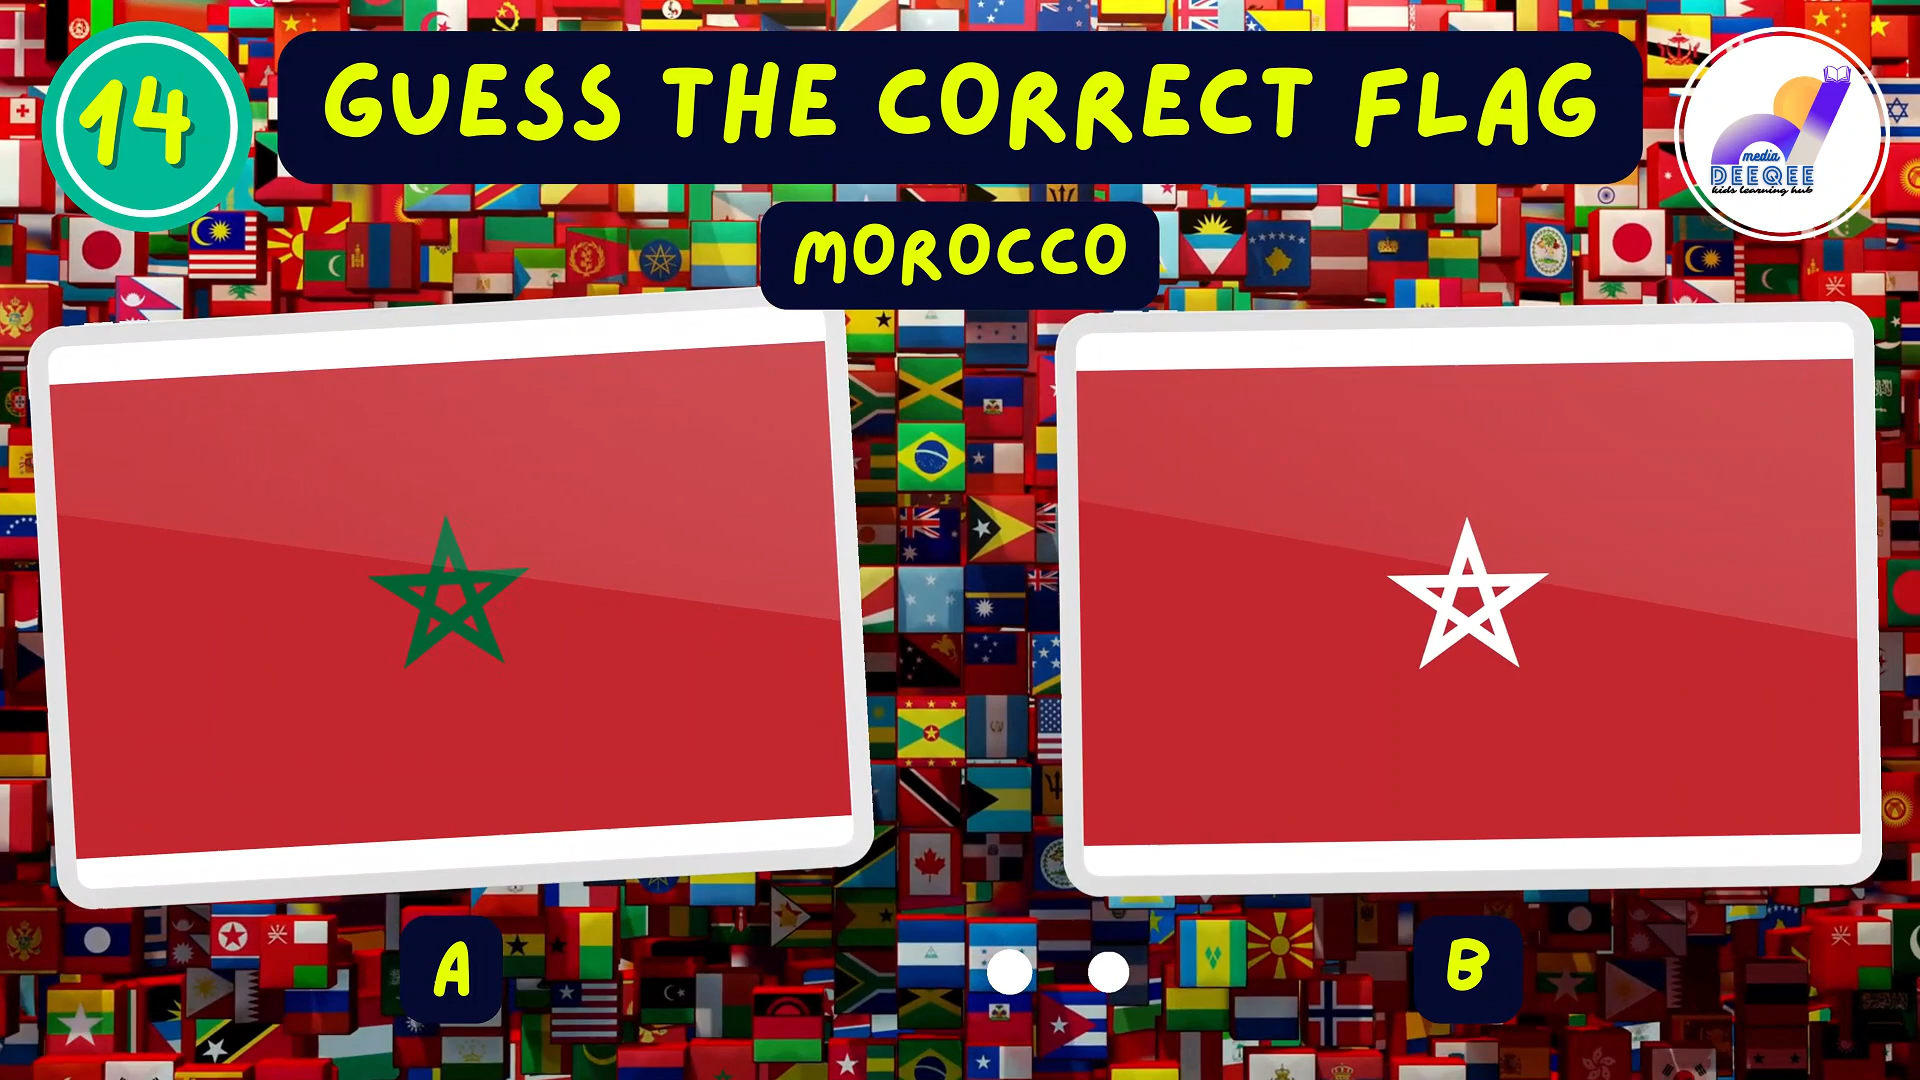 14
GUESS THE CORRECT FLAG
media
DEEQEE
kids learning hub
MOROCCO
A
B